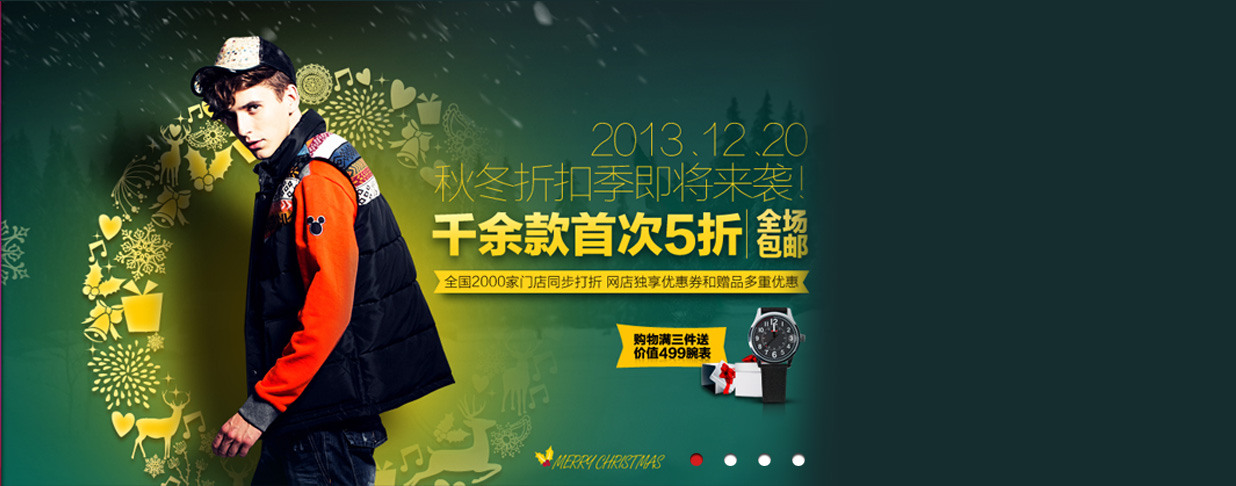 2013、12、20
秋冬折扣季即将来袭!
千余款首次5折
全场
包邮
全国2000家门店同步打折 网店独享优惠券和赠品多重优惠
购物满三件送
价值499腕表
MERRY CHRISTMAS